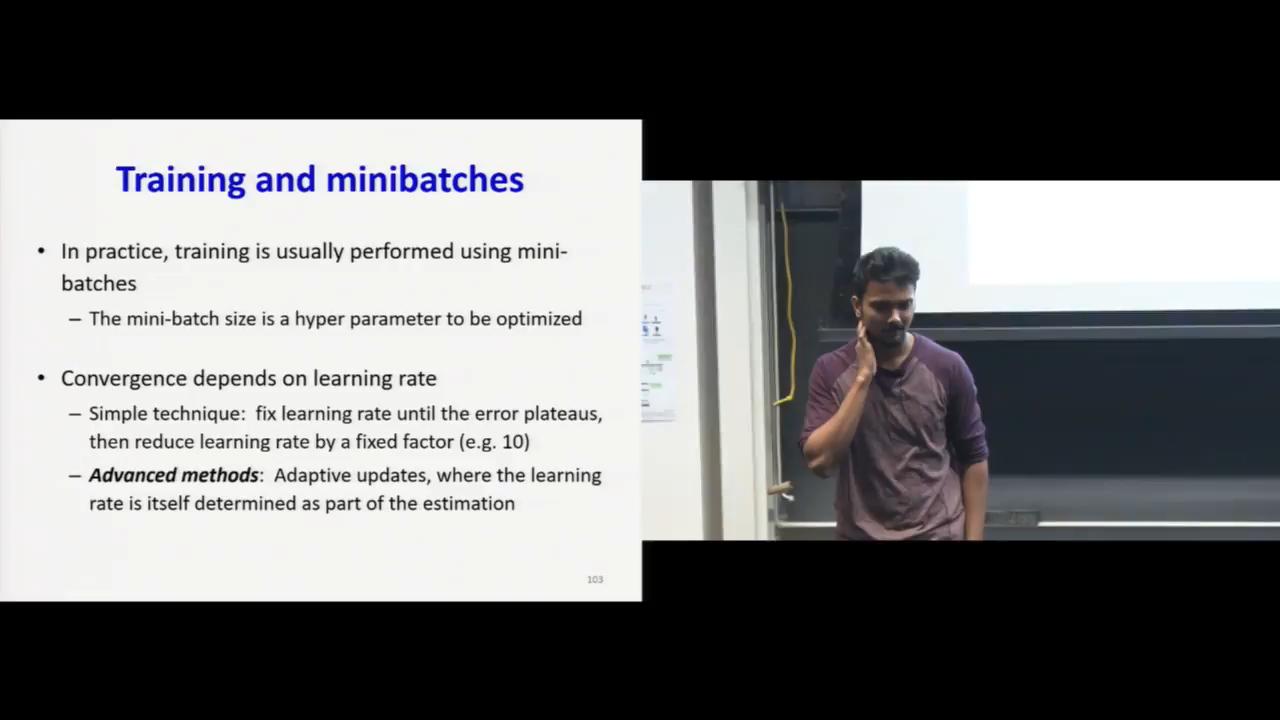 Training and minibatches
• In practice, training is usually performed using mini-
batches
– The mini-batch size is a hyper parameter to be optimized
• Convergence depends on learning rate
– Simple technique: fix learning rate until the error plateaus,
then reduce learning rate by a fixed factor (e.g. 10)
– Advanced methods: Adaptive updates, where the learning
rate is itself determined as part of the estimation
103